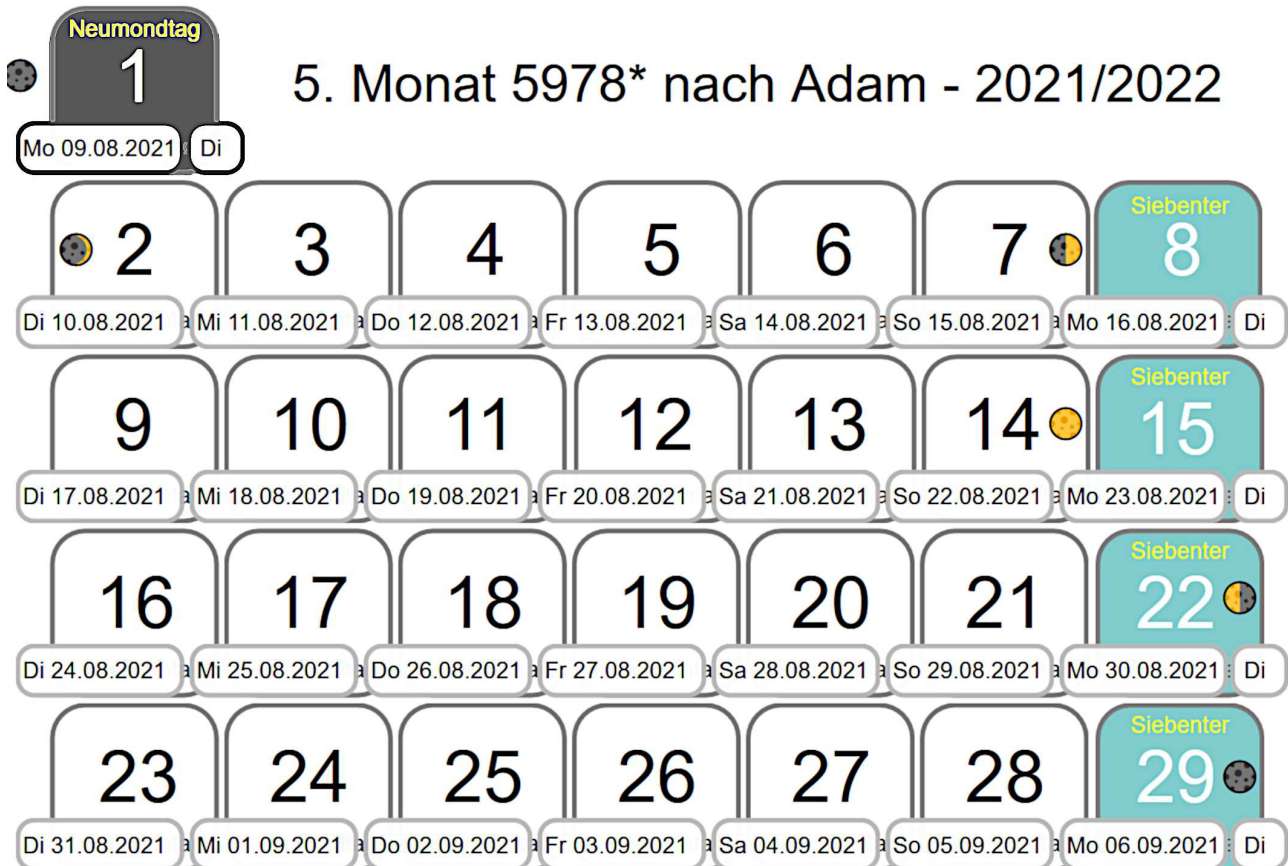 Neumondtag
1
5. Monat 5978* nach Adam - 2021/2022
Mo 09.08.2021 Di
Siebenter
2 3 4 5 6 7 8
Di 10.08.2021 Mi 11.08.2021 Do 12.08.2021 Fr 13.08.2021 Sa 14.08.2021 So 15.08.2021 Mo 16.08.2021 Di
Siebenter
9 10 11 12 13 14 15
Di 17.08.2021 Mi 18.08.2021 Do 19.08.2021 Fr 20.08.2021 Sa 21.08.2021 So 22.08.2021 Mo 23.08.2021 Di
Siebenter
16 17 18 19 20 21 22
Di 24.08.2021 Mi 25.08.2021 Do 26.08.2021 Fr 27.08.2021 Sa 28.08.2021 So 29.08.2021 Mo 30.08.2021 Di
Siebenter
23 24 25 26 27 28 29
Di 31.08.2021 Mi 01.09.2021 Do 02.09.2021 Fr 03.09.2021 Sa 04.09.2021 So 05.09.2021 Mo 06.09.2021 Di